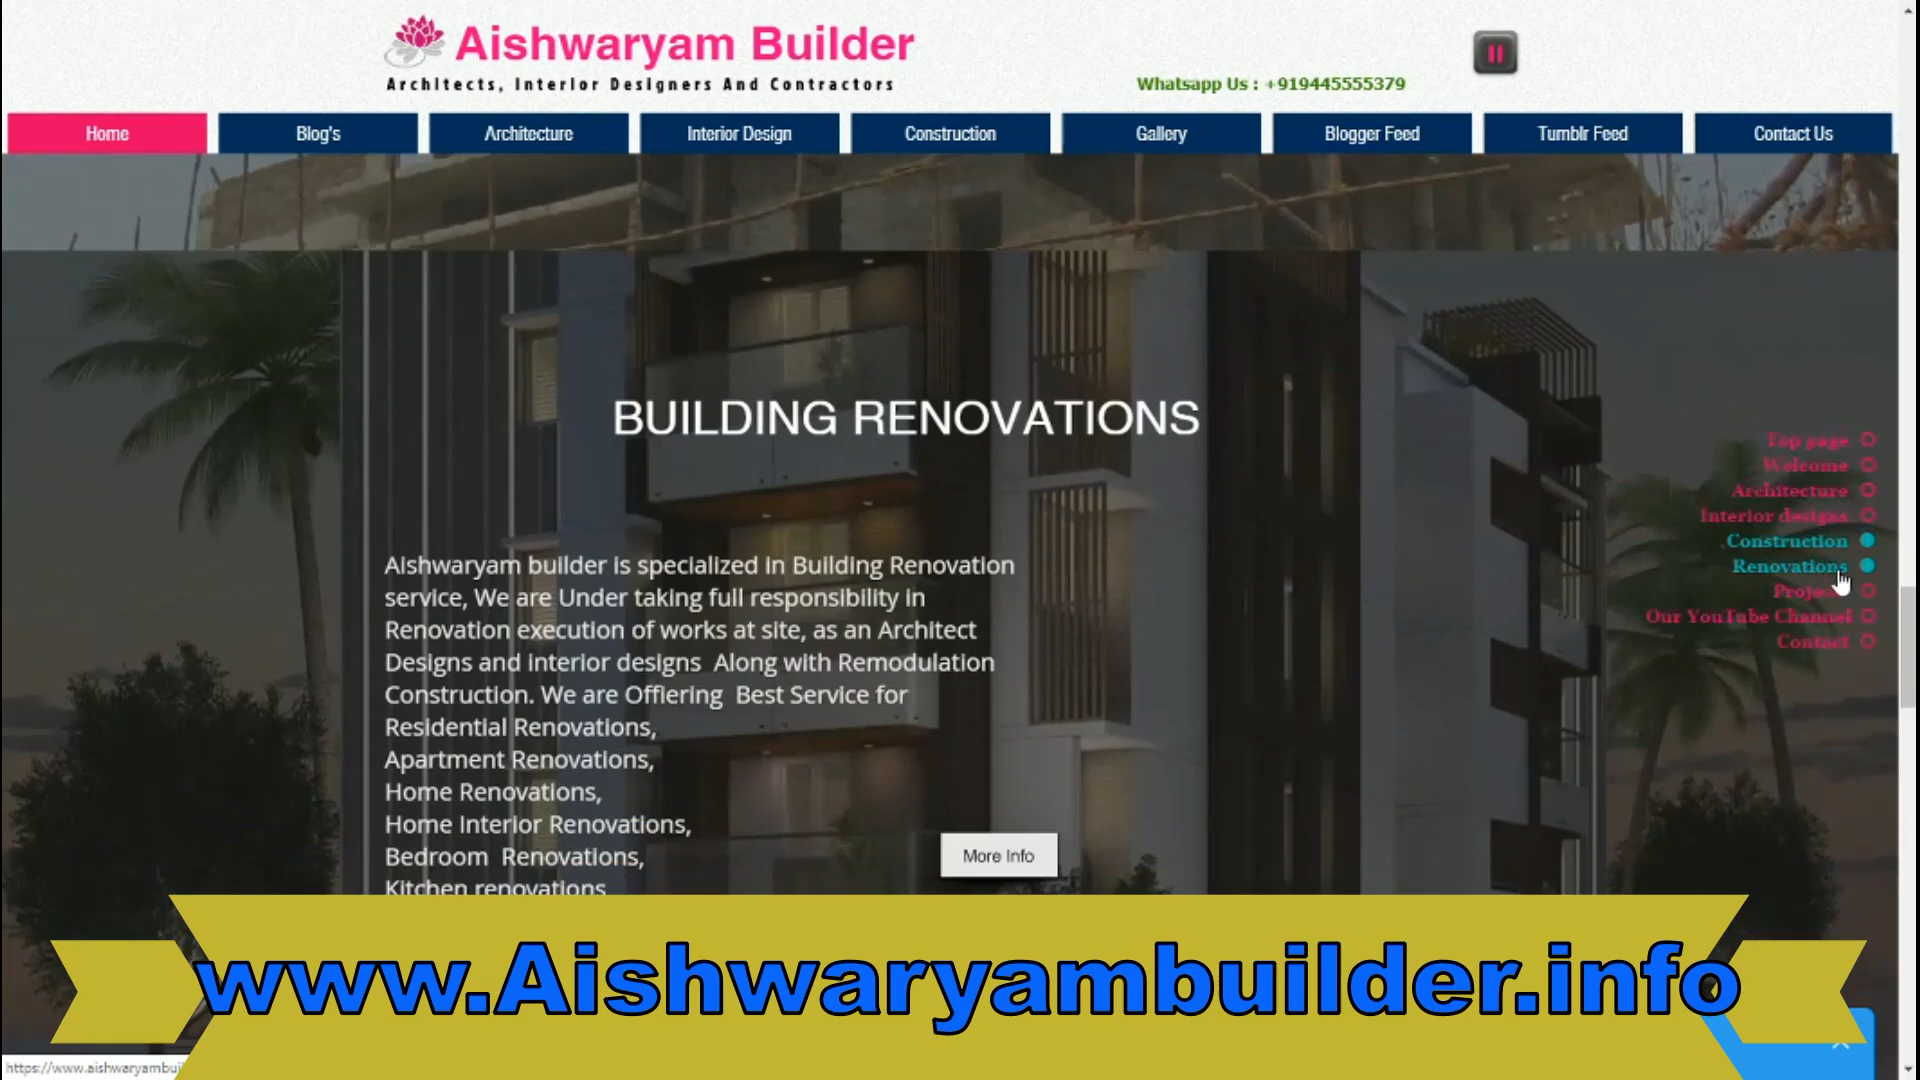 Aishwaryam Builder
Architects, Interior Designers And Contractors
Whatsapp Us : +919445555379
Home
Blog's
Architecture
Interior Design
Construction
Gallery
Blogger Feed
Tumblr Feed
Contact Us
BUILDING RENOVATIONS
Aishwaryam builder is specialized in Building Renovation
service, We are Under taking full responsibility in
Renovation execution of works at site, as an Architect
Designs and interior designs Along with Remodulation
Construction. We are Offiering Best Service for
Residential Renovations,
Apartment Renovations,
Home Renovations,
Home Interior Renovations,
Bedroom Renovations,
Kitchen renovations
More Info
Top page
Welcome
Architecture
Interior designs
Construction
Renovations
Our YouTube Channel
Contact
www.Aishwaryambuilder.info